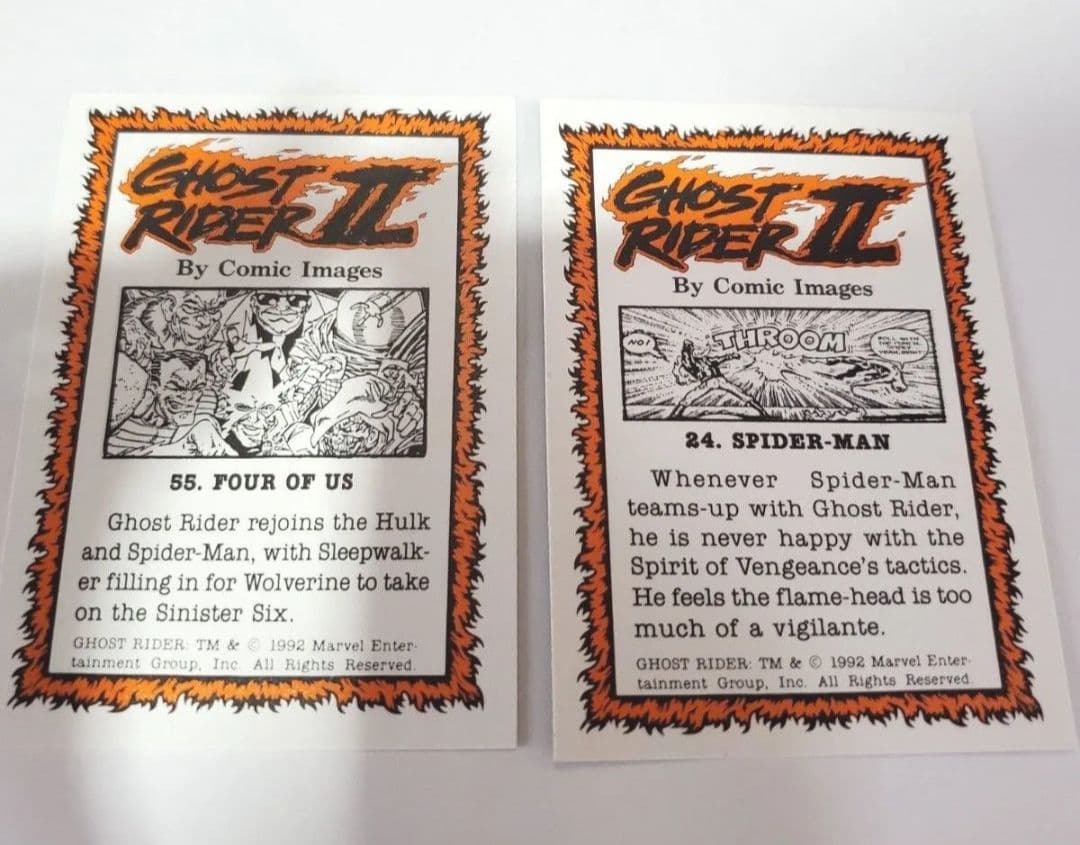 GHOST
RIDER II
By Comic Images
55. FOUR OF US
Ghost Rider rejoins the Hulk
and Spider-Man, with Sleepwalk-
er filling in for Wolverine to take
on the Sinister Six.
GHOST RIDER: TM & © 1992 Marvel Enter-
tainment Group, Inc. All Rights Reserved.
GHOST
RIDER II
By Comic Images
NO!
THROOM
24. SPIDER-MAN
Whenever Spider-Man
teams-up with Ghost Rider,
he is never happy with the
Spirit of Vengeance's tactics.
He feels the flame-head is too
much of a vigilante.
GHOST RIDER: TM & © 1992 Marvel Enter-
tainment Group, Inc. All Rights Reserved.